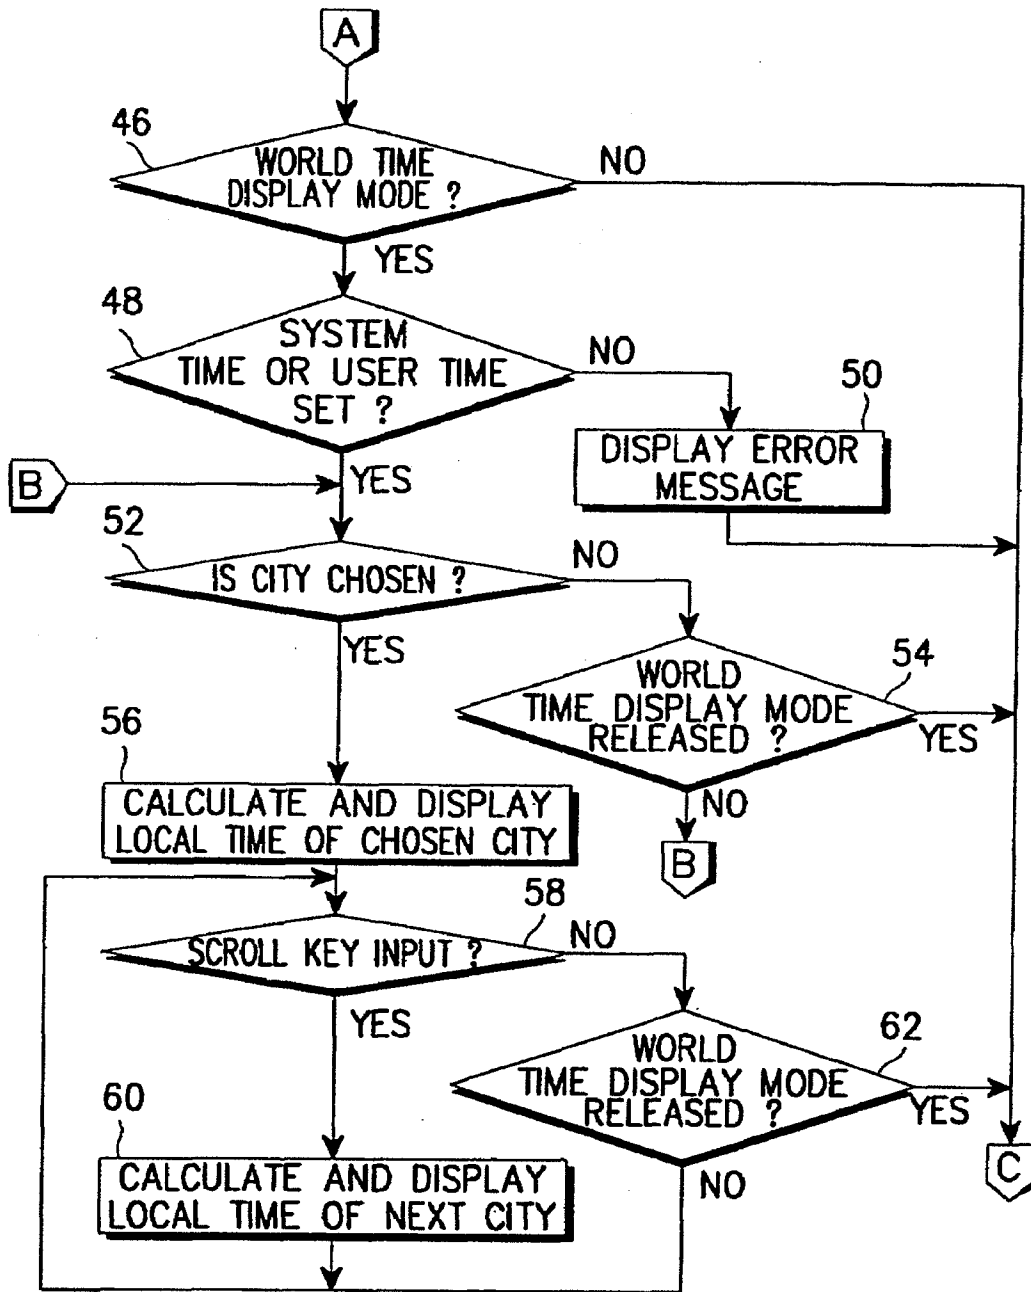 A
46
WORLD TIME
DISPLAY MODE ?
NO
YES
48
SYSTEM
TIME OR USER TIME
SET ?
NO
50
DISPLAY ERROR
MESSAGE
B
YES
52
IS CITY CHOSEN ?
NO
YES
54
WORLD
TIME DISPLAY MODE
RELEASED ?
YES
NO
B
56
CALCULATE AND DISPLAY
LOCAL TIME OF CHOSEN CITY
58
SCROLL KEY INPUT ?
NO
YES
62
WORLD
TIME DISPLAY MODE
RELEASED ?
YES
NO
C
60
CALCULATE AND DISPLAY
LOCAL TIME OF NEXT CITY